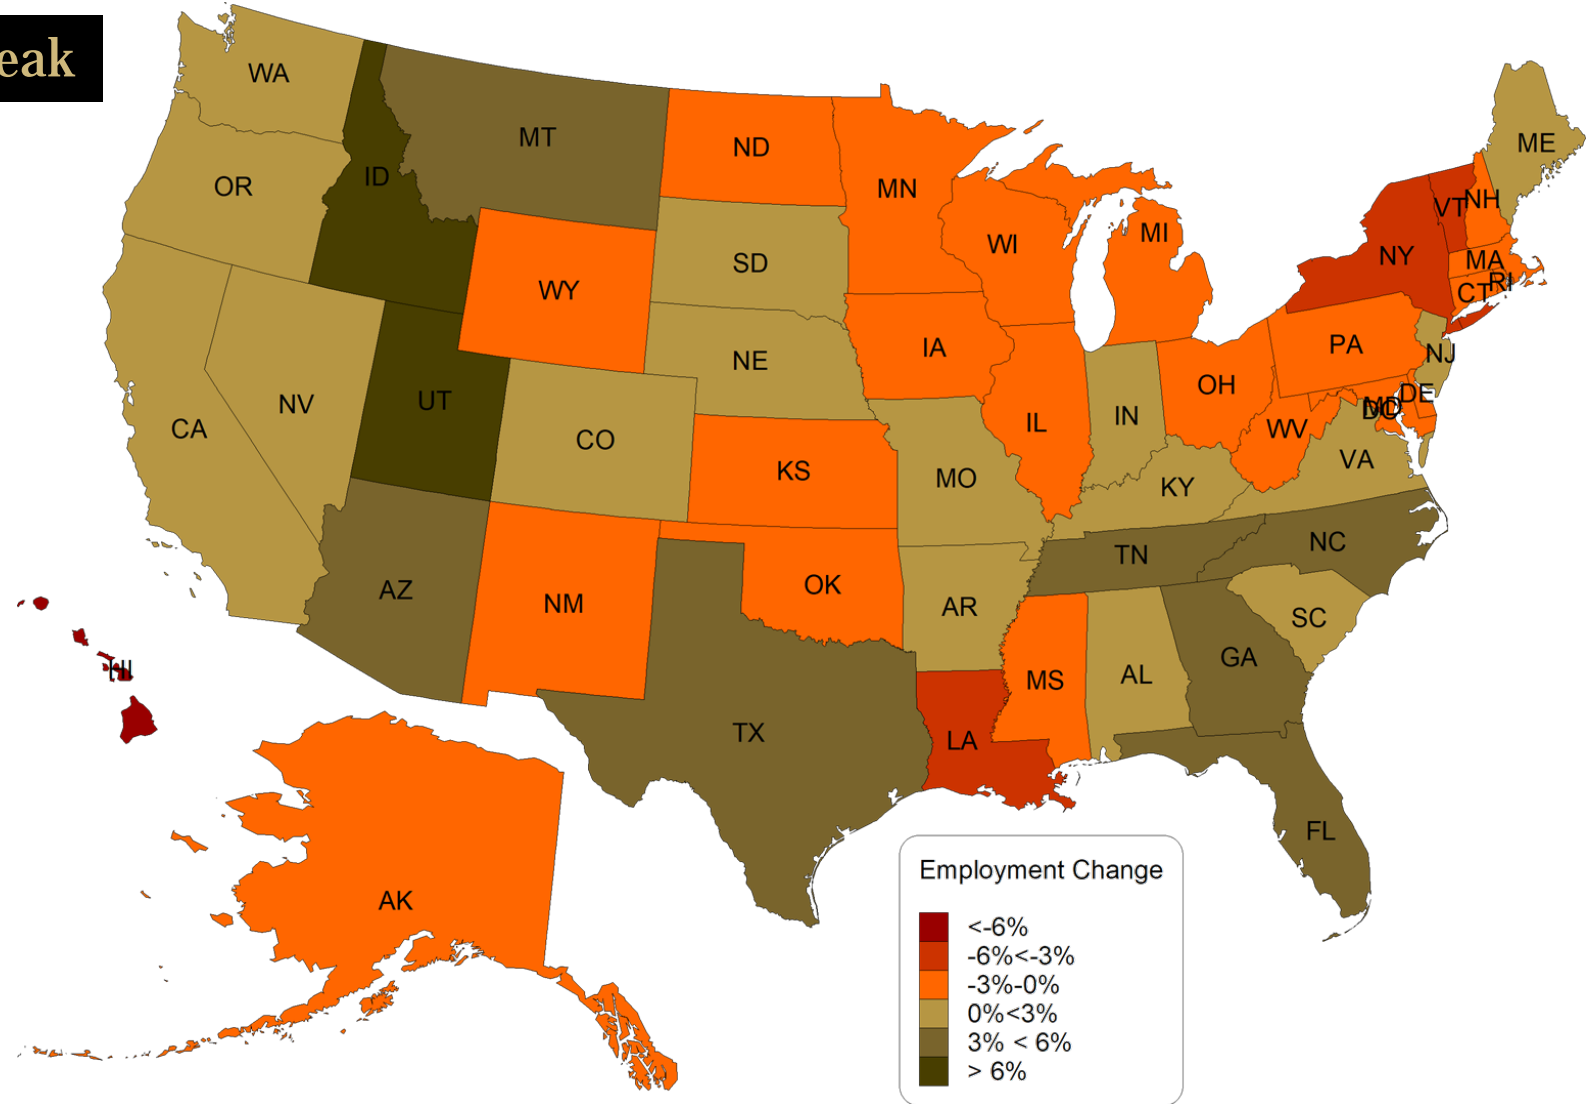 eak
WA
MT
ND
ME
OR
ID
MN
VT
NH
WI
MI
NY
MA
SD
WY
RI
CT
IA
PA
NE
NJ
UT
OH
DE
NV
MD
DC
CA
CO
IN
IL
WV
VA
KS
MO
KY
TN
NC
AZ
OK
NM
AR
SC
GA
HI
MS
AL
TX
LA
FL
AK
Employment Change
<-6%
-6%<-3%
-3%-0%
0%<3%
3% < 6%
> 6%